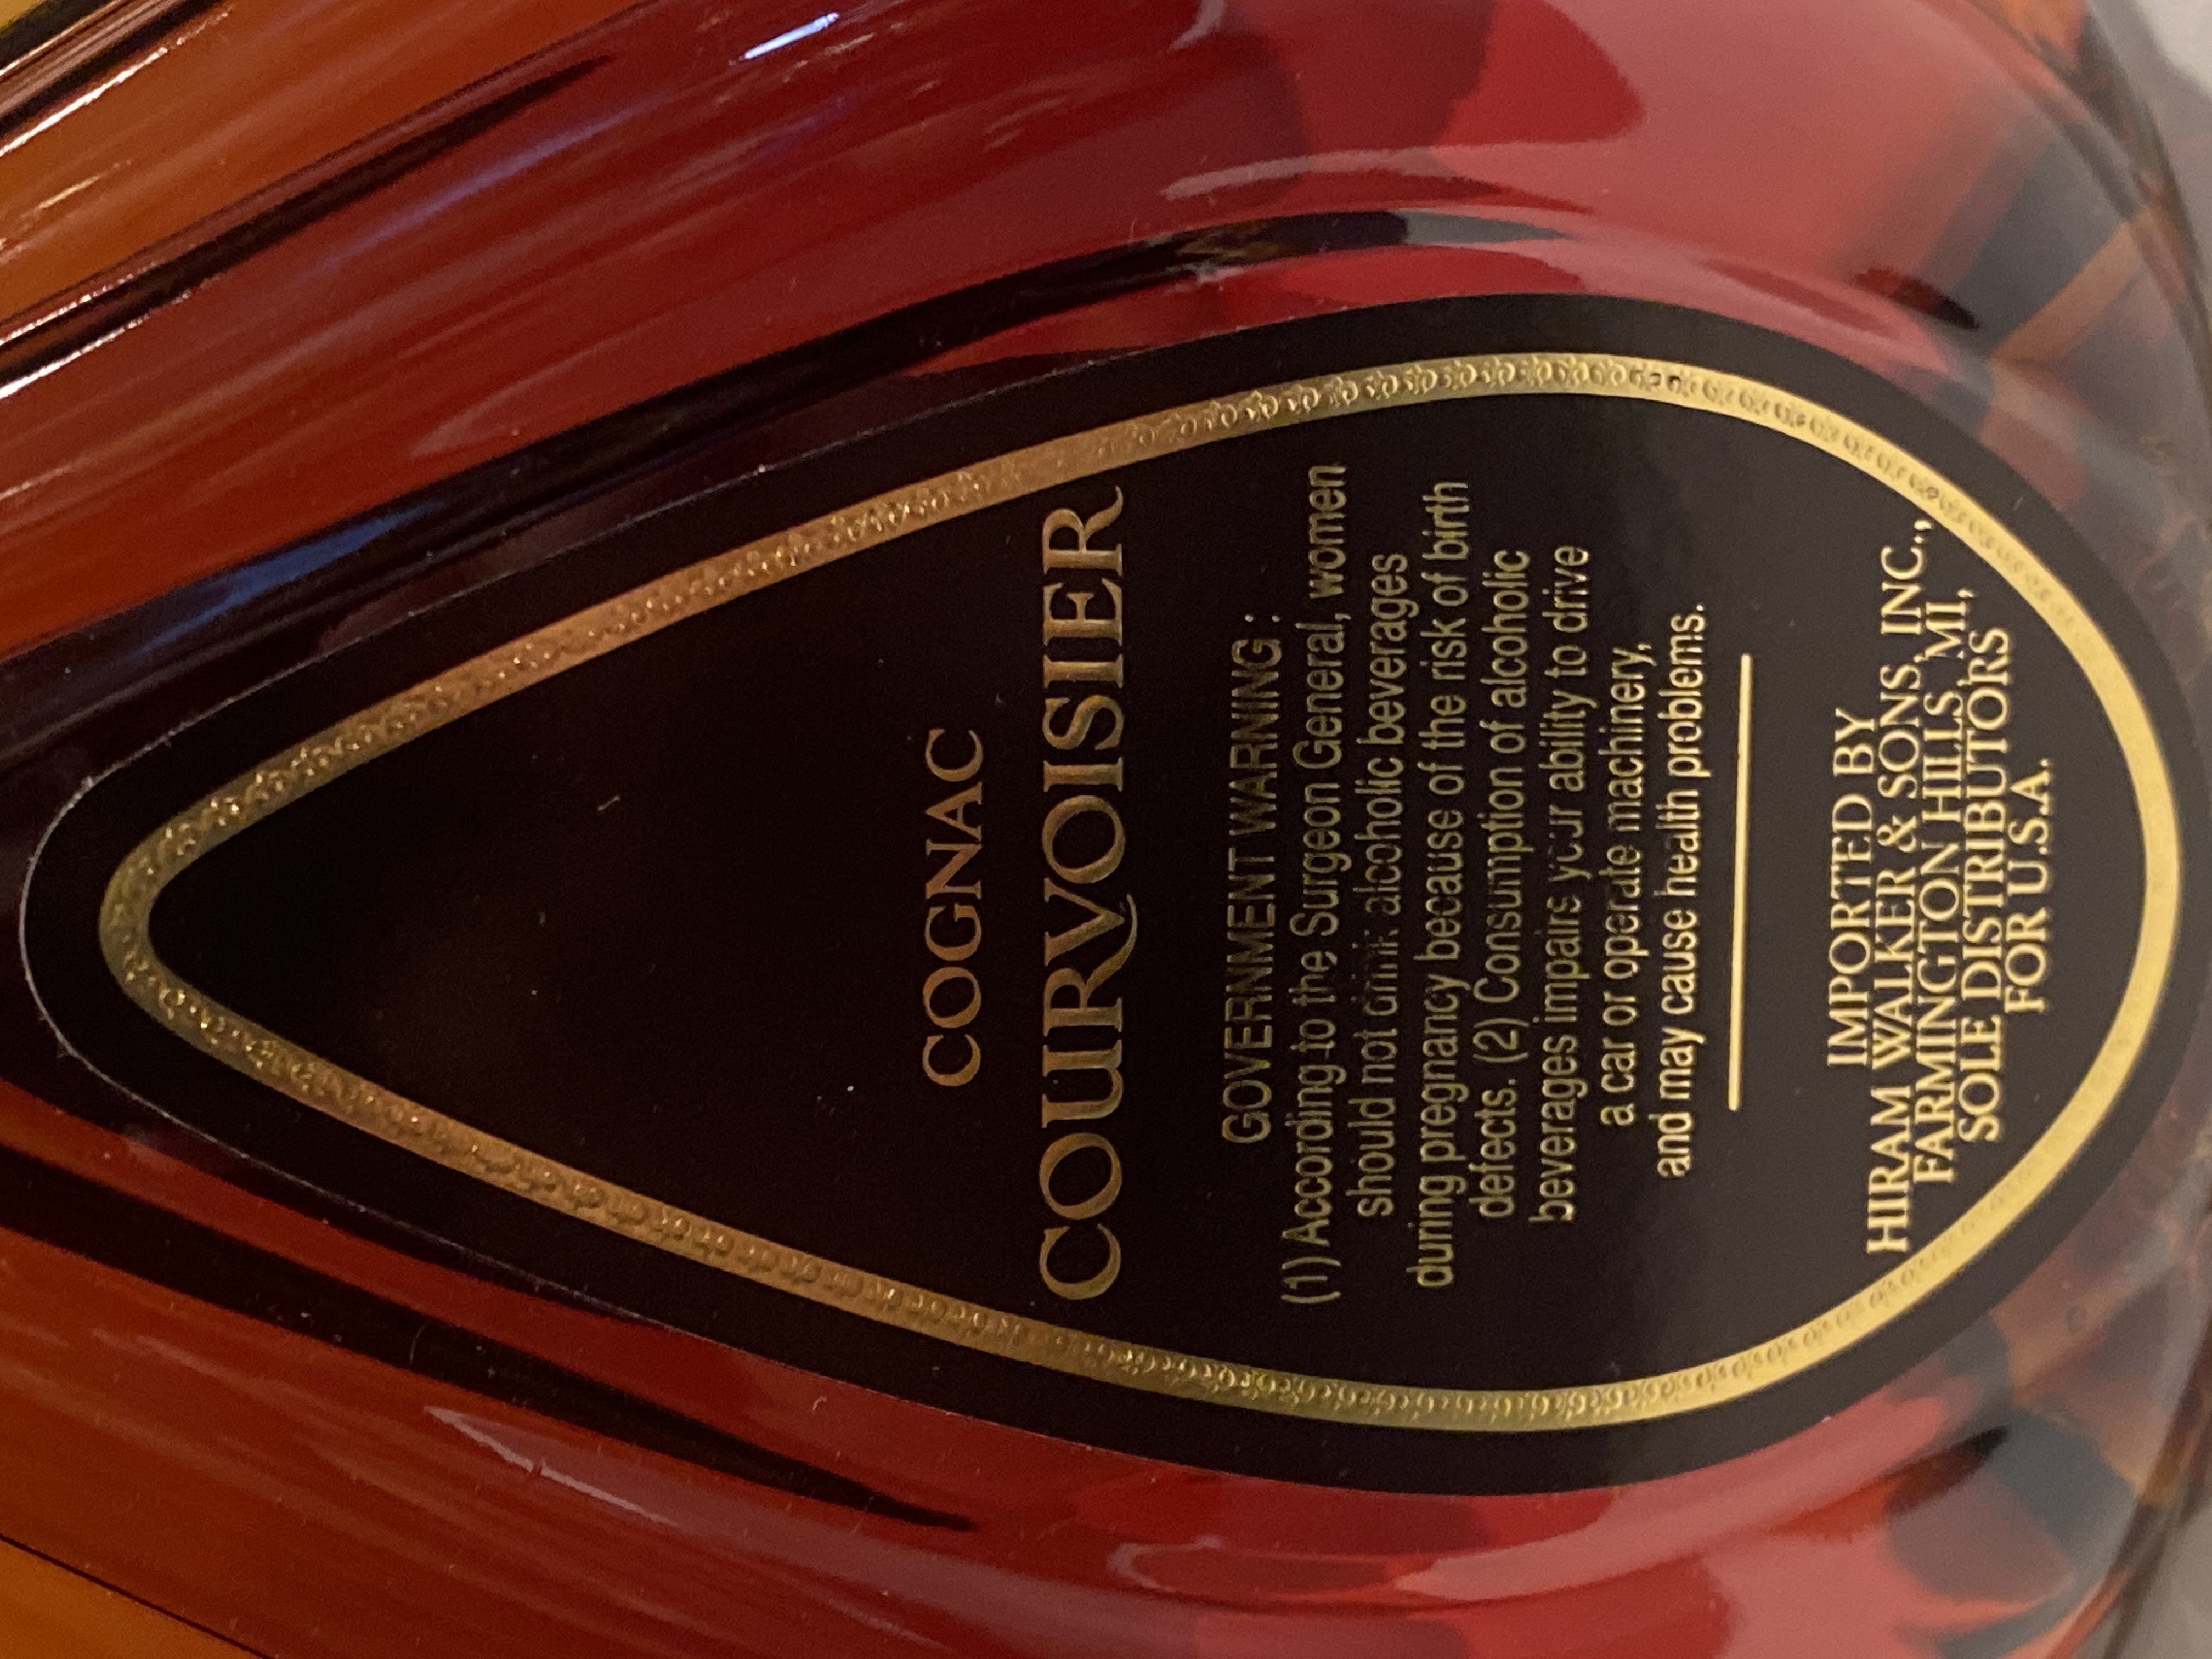 COGNAC
COURVOISIER
GOVERNMENT WARNING :
(1) According to the Surgeon General, women
should not drink alcoholic beverages
during pregnancy because of the risk of birth
defects. (2) Consumption of alcoholic
beverages impairs your ability to drive
a car or operate machinery,
and may cause health problems.
IMPORTED BY
HIRAM WALKER & SONS, INC.,
FARMINGTON HILLS, MI,
SOLE DISTRIBUTORS
FOR U.S.A.